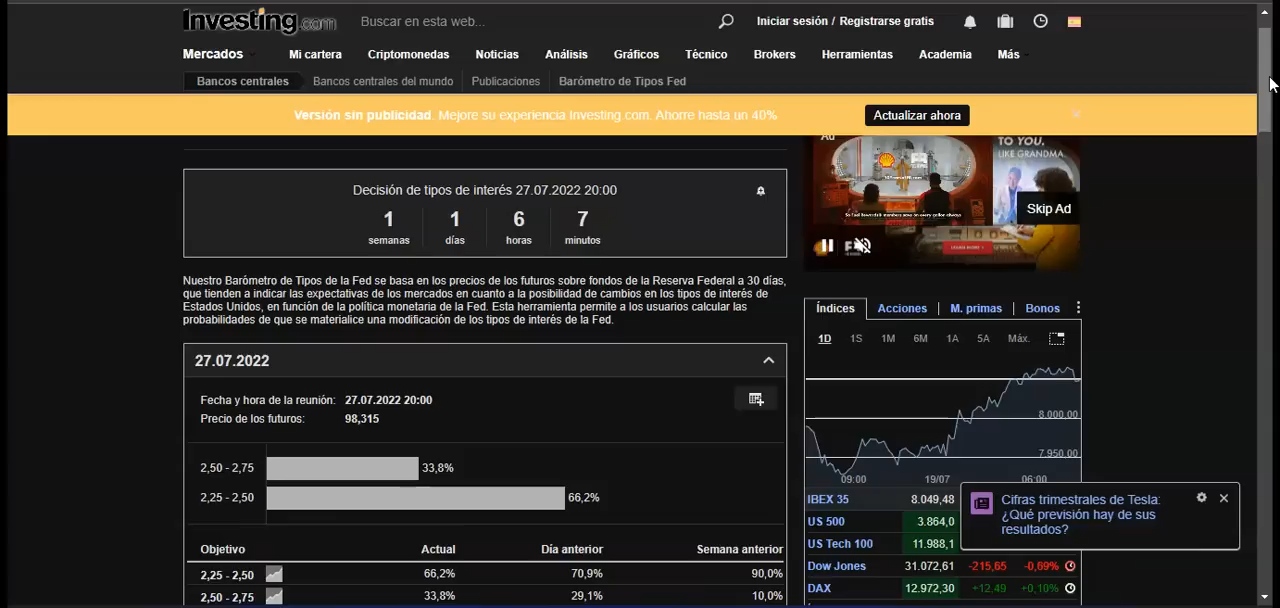 Investing.com
Buscar en esta web...
Iniciar sesión / Registrarse gratis
Mercados Mi cartera Criptomonedas Noticias Análisis Gráficos Técnico Brokers Herramientas Academia Más
Bancos centrales Bancos centrales del mundo Publicaciones Barómetro de Tipos Fed
Versión sin publicidad. Mejore su experiencia Investing.com. Ahorre hasta un 40%
Actualizar ahora
Decisión de tipos de interés 27.07.2022 20:00
1 1 6 7
semanas días horas minutos
Nuestro Barómetro de Tipos de la Fed se basa en los precios de los futuros sobre fondos de la Reserva Federal a 30 días,
que tienden a indicar las expectativas de los mercados en cuanto a la posibilidad de cambios en los tipos de interés de
Estados Unidos, en función de la política monetaria de la Fed. Esta herramienta permite a los usuarios calcular las
probabilidades de que se materialice una modificación de los tipos de interés de la Fed.
27.07.2022
Fecha y hora de la reunión: 27.07.2022 20:00
Precio de los futuros: 98,315
2,50 - 2,75 33,8%
2,25 - 2,50 66,2%
Objetivo Actual Día anterior Semana anterior
2,25 - 2,50 66,2% 70,9% 90,0%
2,50 - 2,75 33,8% 29,1% 10,0%
Ad
TO YOU,
LIKE GRANDMA.
Skip Ad
LEARN MORE
Índices Acciones M. primas Bonos
1D 1S 1M 6M 1A 5A Máx.
8.000,00
7.950,00
09:00 19/07 06:00
IBEX 35 8.049,48
US 500 3.864,0
US Tech 100 11.988,1
Dow Jones 31.072,61 -215,65 -0,69%
DAX 12.972,30 +12,49 +0,10%
Cifras trimestrales de Tesla:
¿Qué previsión hay de sus
resultados?